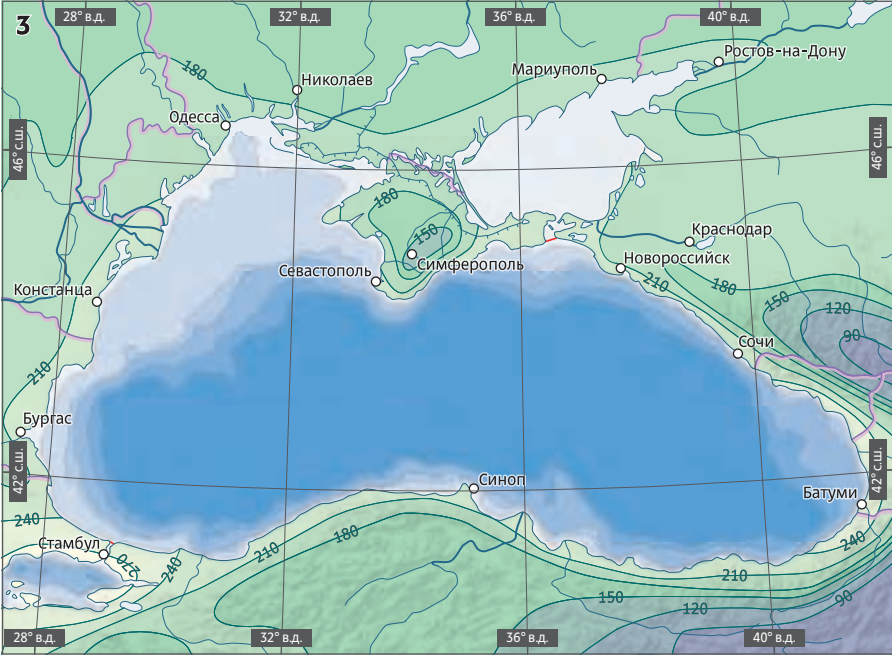 3
28° в.д.
32° в.д.
36° в.д.
40° в.д.
Ростов-на-Дону
180
Мариуполь
Николаев
Одесса
46° с.ш.
46° с.ш.
180
150
Краснодар
Симферополь
Севастополь
Новороссийск
210
180
150
120
90
Констанца
Сочи
210
Бургас
42° с.ш.
42° с.ш.
Синоп
Батуми
240
Стамбул
270
240
210
180
240
210
150
120
90
28° в.д.
32° в.д.
36° в.д.
40° в.д.